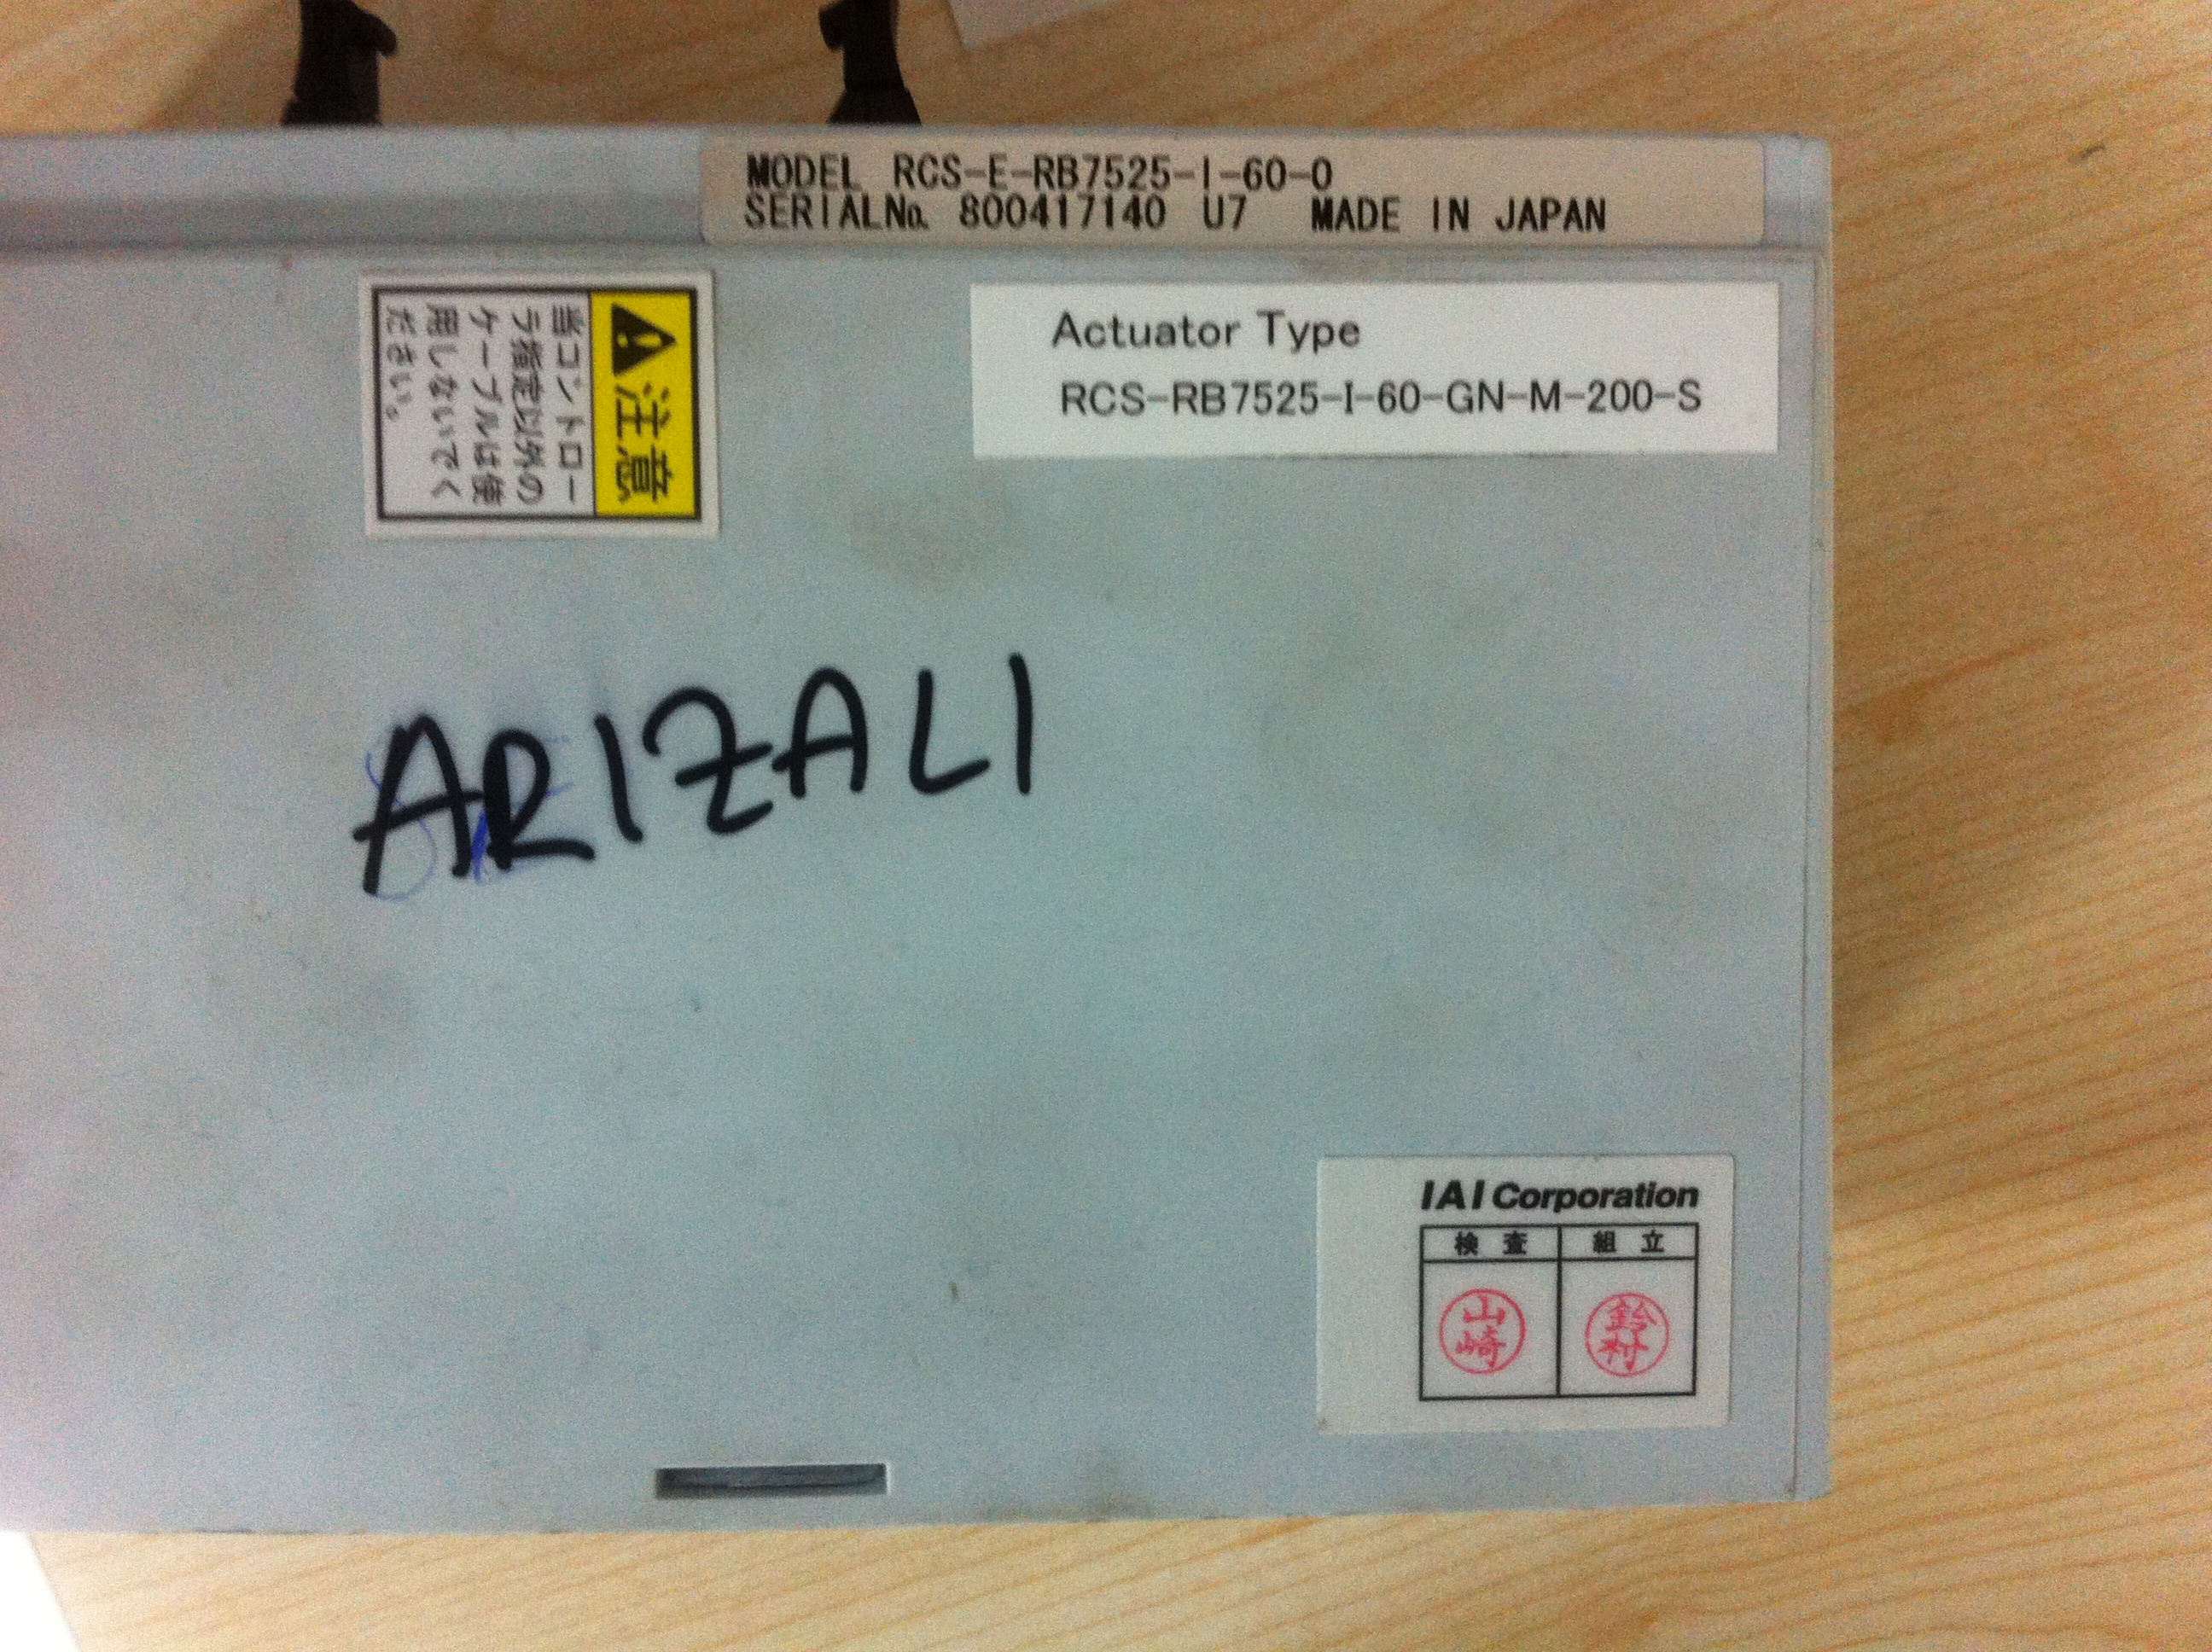 MODEL RCS-E-RB7525-I-60-0
SERIALNo. 800417140 U7 MADE IN JAPAN
注意
当コントロー
ラ指定以外の
ケーブルは使
用しないでく
ださい。
Actuator Type
RCS-RB7525-I-60-GN-M-200-S
ARIZALI
IAI Corporation
検査 組立
山崎 鈴村